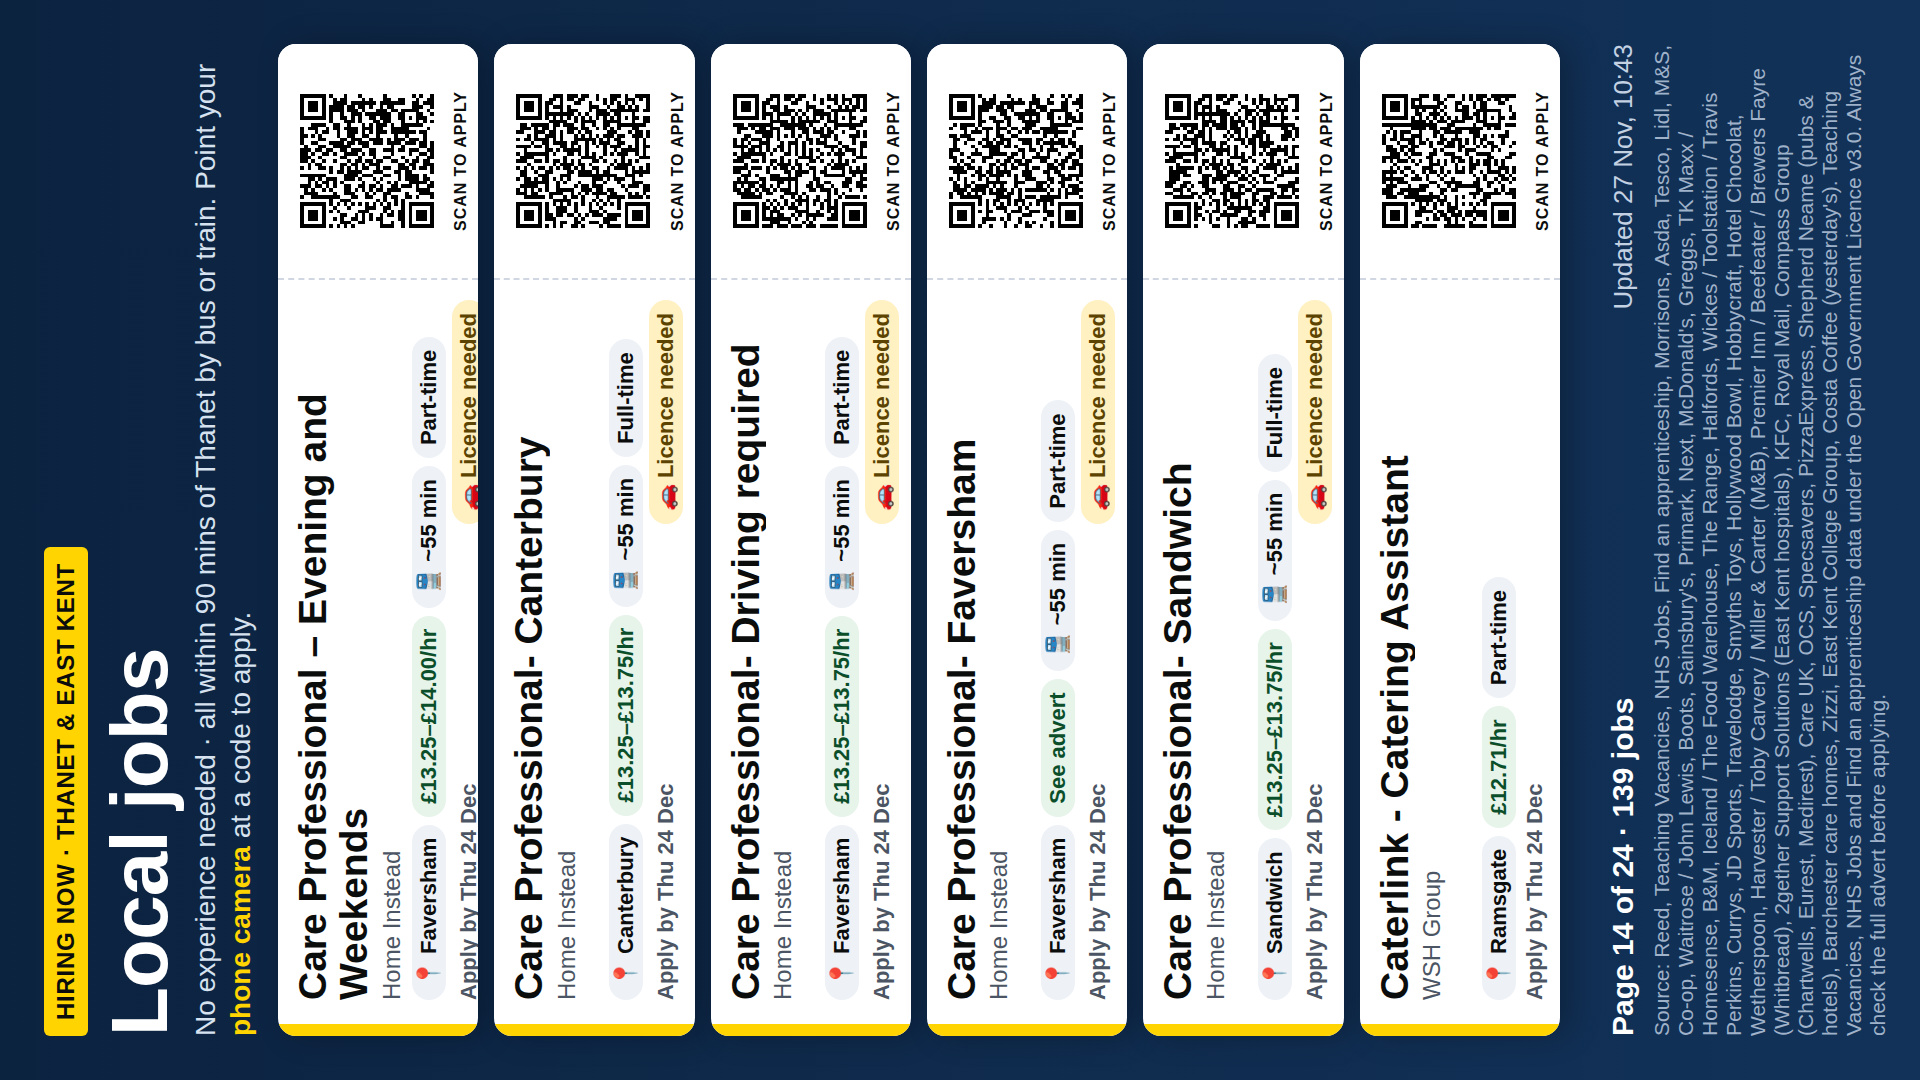 HIRING NOW · THANET & EAST KENT
Local jobs
No experience needed · all within 90 mins of Thanet by bus or train. Point your
phone camera at a code to apply.
Care Professional – Evening and
Weekends
Home Instead
📍 Faversham £13.25–£14.00/hr 🚉 ~55 min Part-time
Apply by Thu 24 Dec 🚗 Licence needed
SCAN TO APPLY
Care Professional- Canterbury
Home Instead
📍 Canterbury £13.25–£13.75/hr 🚉 ~55 min Full-time
Apply by Thu 24 Dec 🚗 Licence needed
SCAN TO APPLY
Care Professional- Driving required
Home Instead
📍 Faversham £13.25–£13.75/hr 🚉 ~55 min Part-time
Apply by Thu 24 Dec 🚗 Licence needed
SCAN TO APPLY
Care Professional- Faversham
Home Instead
📍 Faversham See advert 🚉 ~55 min Part-time
Apply by Thu 24 Dec 🚗 Licence needed
SCAN TO APPLY
Care Professional- Sandwich
Home Instead
📍 Sandwich £13.25–£13.75/hr 🚉 ~55 min Full-time
Apply by Thu 24 Dec 🚗 Licence needed
SCAN TO APPLY
Caterlink - Catering Assistant
WSH Group
📍 Ramsgate £12.71/hr Part-time
Apply by Thu 24 Dec
SCAN TO APPLY
Page 14 of 24 · 139 jobs Updated 27 Nov, 10:43
Source: Reed, Teaching Vacancies, NHS Jobs, Find an apprenticeship, Morrisons, Asda, Tesco, Lidl, M&S,
Co-op, Waitrose / John Lewis, Boots, Sainsbury's, Primark, Next, McDonald's, Greggs, TK Maxx /
Homesense, B&M, Iceland / The Food Warehouse, The Range, Halfords, Wickes / Toolstation / Travis
Perkins, Currys, JD Sports, Travelodge, Smyths Toys, Hollywood Bowl, Hobbycraft, Hotel Chocolat,
Wetherspoon, Harvester / Toby Carvery / Miller & Carter (M&B), Premier Inn / Beefeater / Brewers Fayre
(Whitbread), 2gether Support Solutions (East Kent hospitals), KFC, Royal Mail, Compass Group
(Chartwells, Eurest, Medirest), Care UK, OCS, Specsavers, PizzaExpress, Shepherd Neame (pubs &
hotels), Barchester care homes, Zizzi, East Kent College Group, Costa Coffee (yesterday's). Teaching
Vacancies, NHS Jobs and Find an apprenticeship data under the Open Government Licence v3.0. Always
check the full advert before applying.